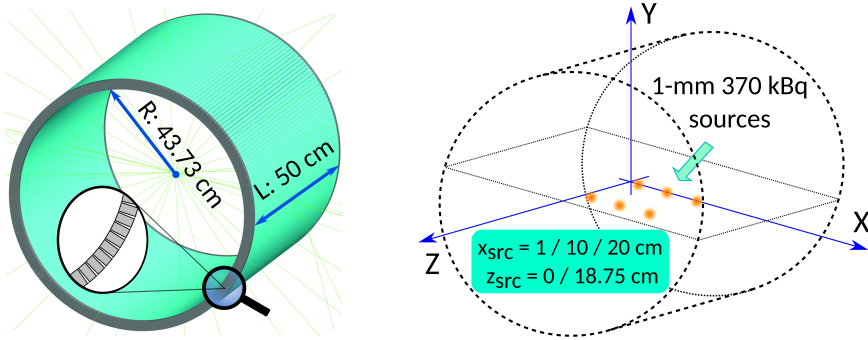 R: 43.73 cm
L: 50 cm
Y
1-mm 370 kBq
sources
X
Z
xsrc = 1 / 10 / 20 cm
zsrc = 0 / 18.75 cm